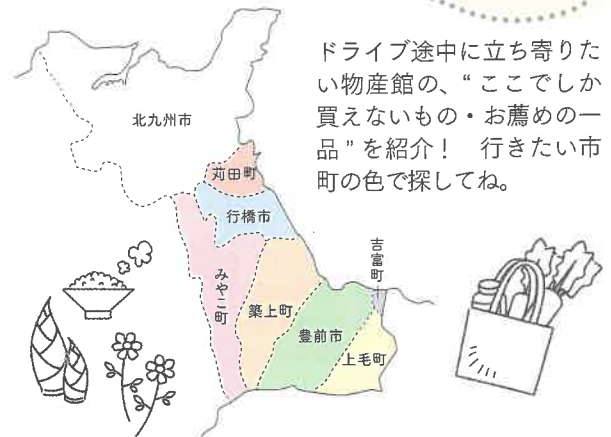 ドライブ途中に立ち寄りた
い物産館の、“ここでしか
買えないもの・お薦めの一
品”を紹介！　行きたい市
町の色で探してね。
北九州市
苅田町
行橋市
みやこ町
築上町
豊前市
吉富町
上毛町